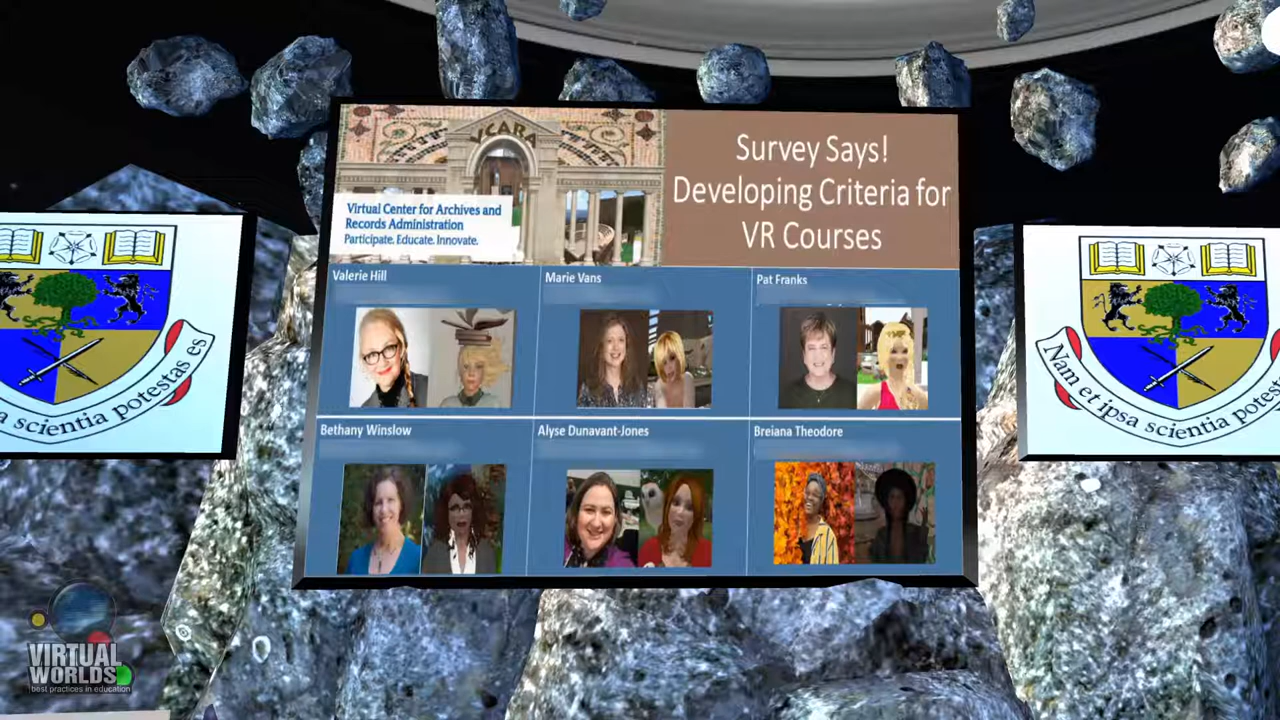 VCARA
Virtual Center for Archives and
Records Administration
Participate. Educate. Innovate.
Survey Says!
Developing Criteria for
VR Courses
Valerie Hill
Marie Vans
Pat Franks
Bethany Winslow
Alyse Dunavant-Jones
Breiana Theodore
scientia potestas es
Nam et ipsa scientia potestas
VIRTUAL
WORLDS
best practices in education